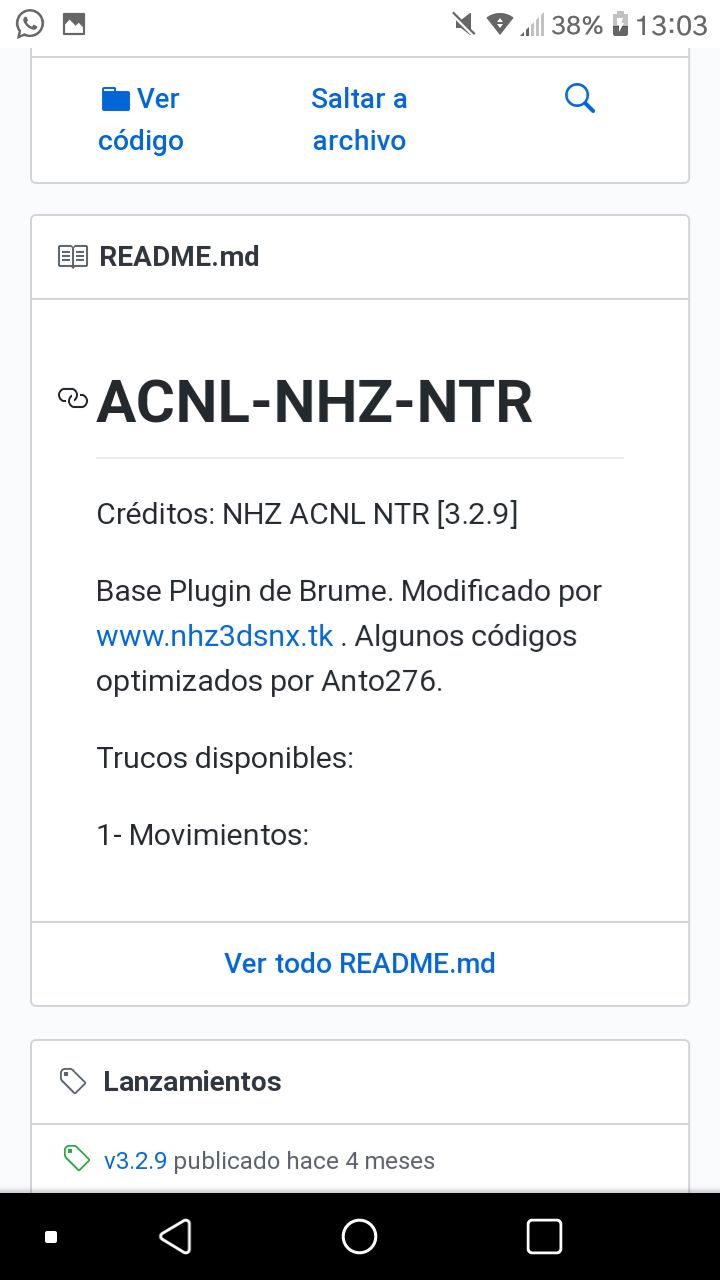 38% 13:03
Ver código
Saltar a archivo
README.md
ACNL-NHZ-NTR
Créditos: NHZ ACNL NTR [3.2.9]
Base Plugin de Brume. Modificado por
www.nhz3dsnx.tk . Algunos códigos
optimizados por Anto276.
Trucos disponibles:
1- Movimientos:
Ver todo README.md
Lanzamientos
v3.2.9 publicado hace 4 meses